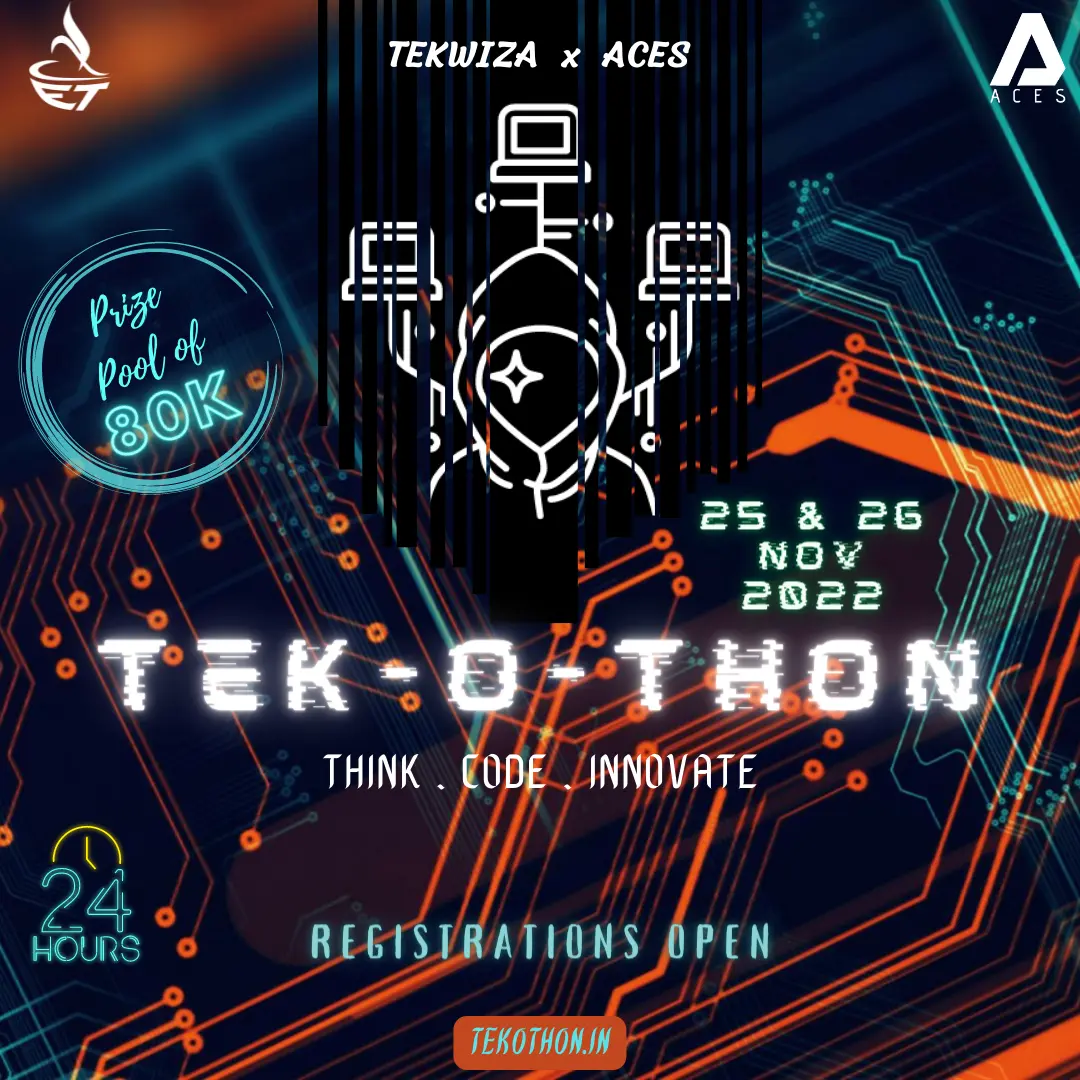 TEKWIZA x ACES
ET
ACES
Prize
Pool of
80K
25 & 26
NOV
2022
TEK-O-THON
THINK . CODE . INNOVATE
24
HOURS
REGISTRATIONS OPEN
TEKOTHON.IN